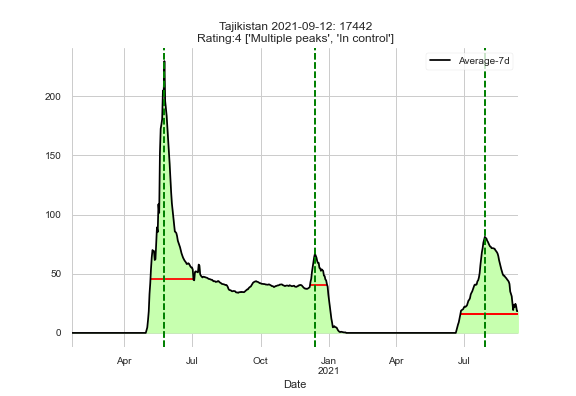 Tajikistan 2021-09-12: 17442
Rating:4 ['Multiple peaks', 'In control']
Average-7d
200
150
100
50
0
Apr
Jul
Oct
Jan
2021
Apr
Jul
Date